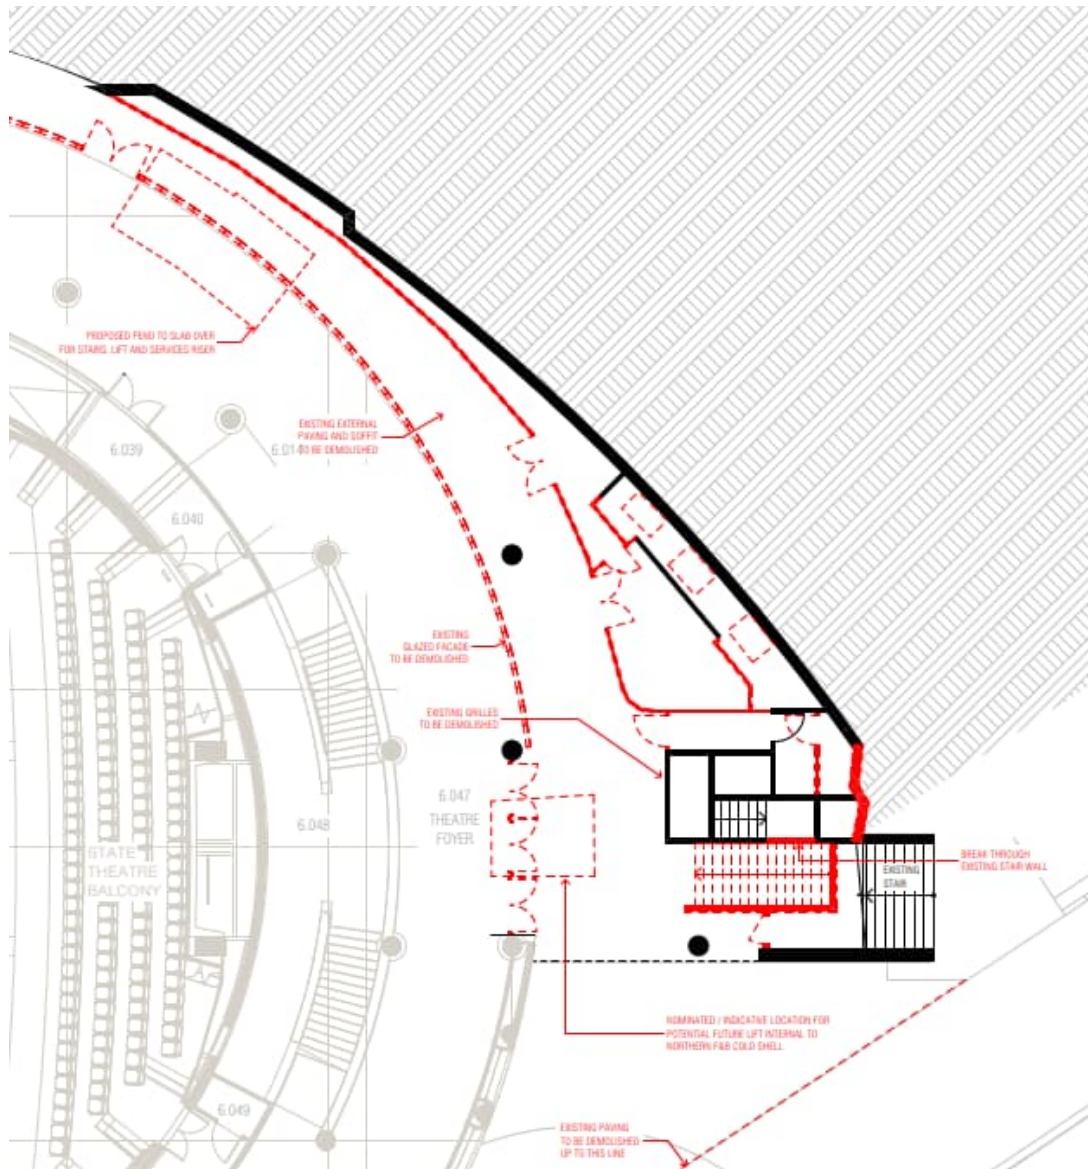 PROPOSED PENO TO SLAB OVER
FOR STAIRS, LIFT AND SERVICES RISER
EXISTING EXTERNAL
PAVING AND SOFFIT
TO BE DEMOLISHED
6.039
6.014
6.040
EXISTING
GLAZED FACADE
TO BE DEMOLISHED
EXISTING GRILLES
TO BE DEMOLISHED
6.047
THEATRE
FOYER
6.048
STATE
THEATRE
BALCONY
BREAK THROUGH
EXISTING STAIR WALL
EXISTING
STAIR
NOMINATED / INDICATIVE LOCATION FOR
POTENTIAL FUTURE LIFT INTERNAL TO
NORTHERN F&B COLD SHELL
6.049
EXISTING PAVING
TO BE DEMOLISHED
UP TO THIS LINE